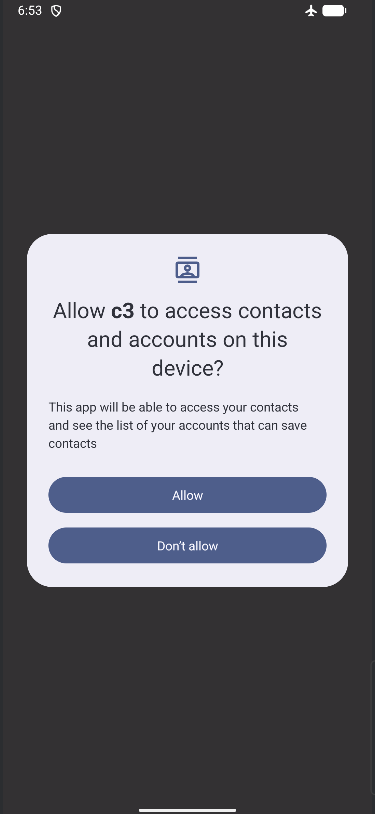 6:53
Allow c3 to access contacts
and accounts on this
device?
This app will be able to access your contacts
and see the list of your accounts that can save
contacts
Allow
Don’t allow